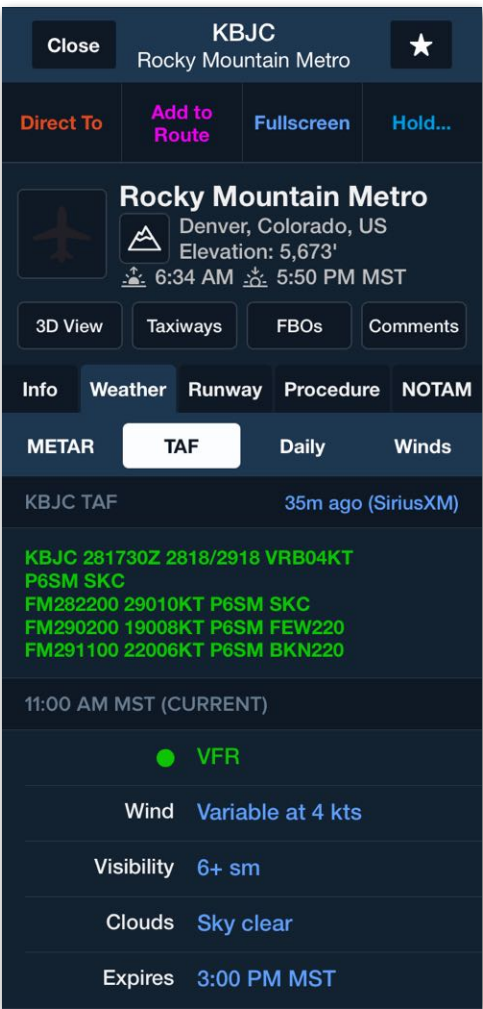 Close
KBJC
Rocky Mountain Metro
Direct To
Add to
Route
Fullscreen
Hold...
Rocky Mountain Metro
Denver, Colorado, US
Elevation: 5,673'
6:34 AM 5:50 PM MST
3D View
Taxiways
FBOs
Comments
Info Weather Runway Procedure NOTAM
METAR TAF Daily Winds
KBJC TAF 35m ago (SiriusXM)
KBJC 281730Z 2818/2918 VRB04KT
P6SM SKC
FM282200 29010KT P6SM SKC
FM290200 19008KT P6SM FEW220
FM291100 22006KT P6SM BKN220
11:00 AM MST (CURRENT)
VFR
Wind Variable at 4 kts
Visibility 6+ sm
Clouds Sky clear
Expires 3:00 PM MST